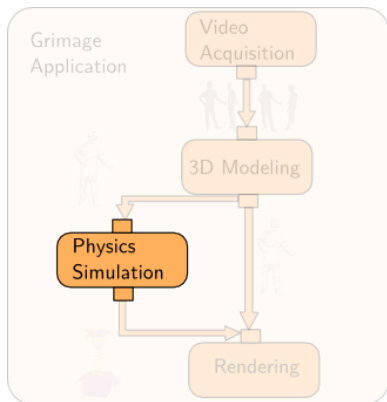 Grimage
Application
Video
Acquisition
3D Modeling
Physics
Simulation
Rendering